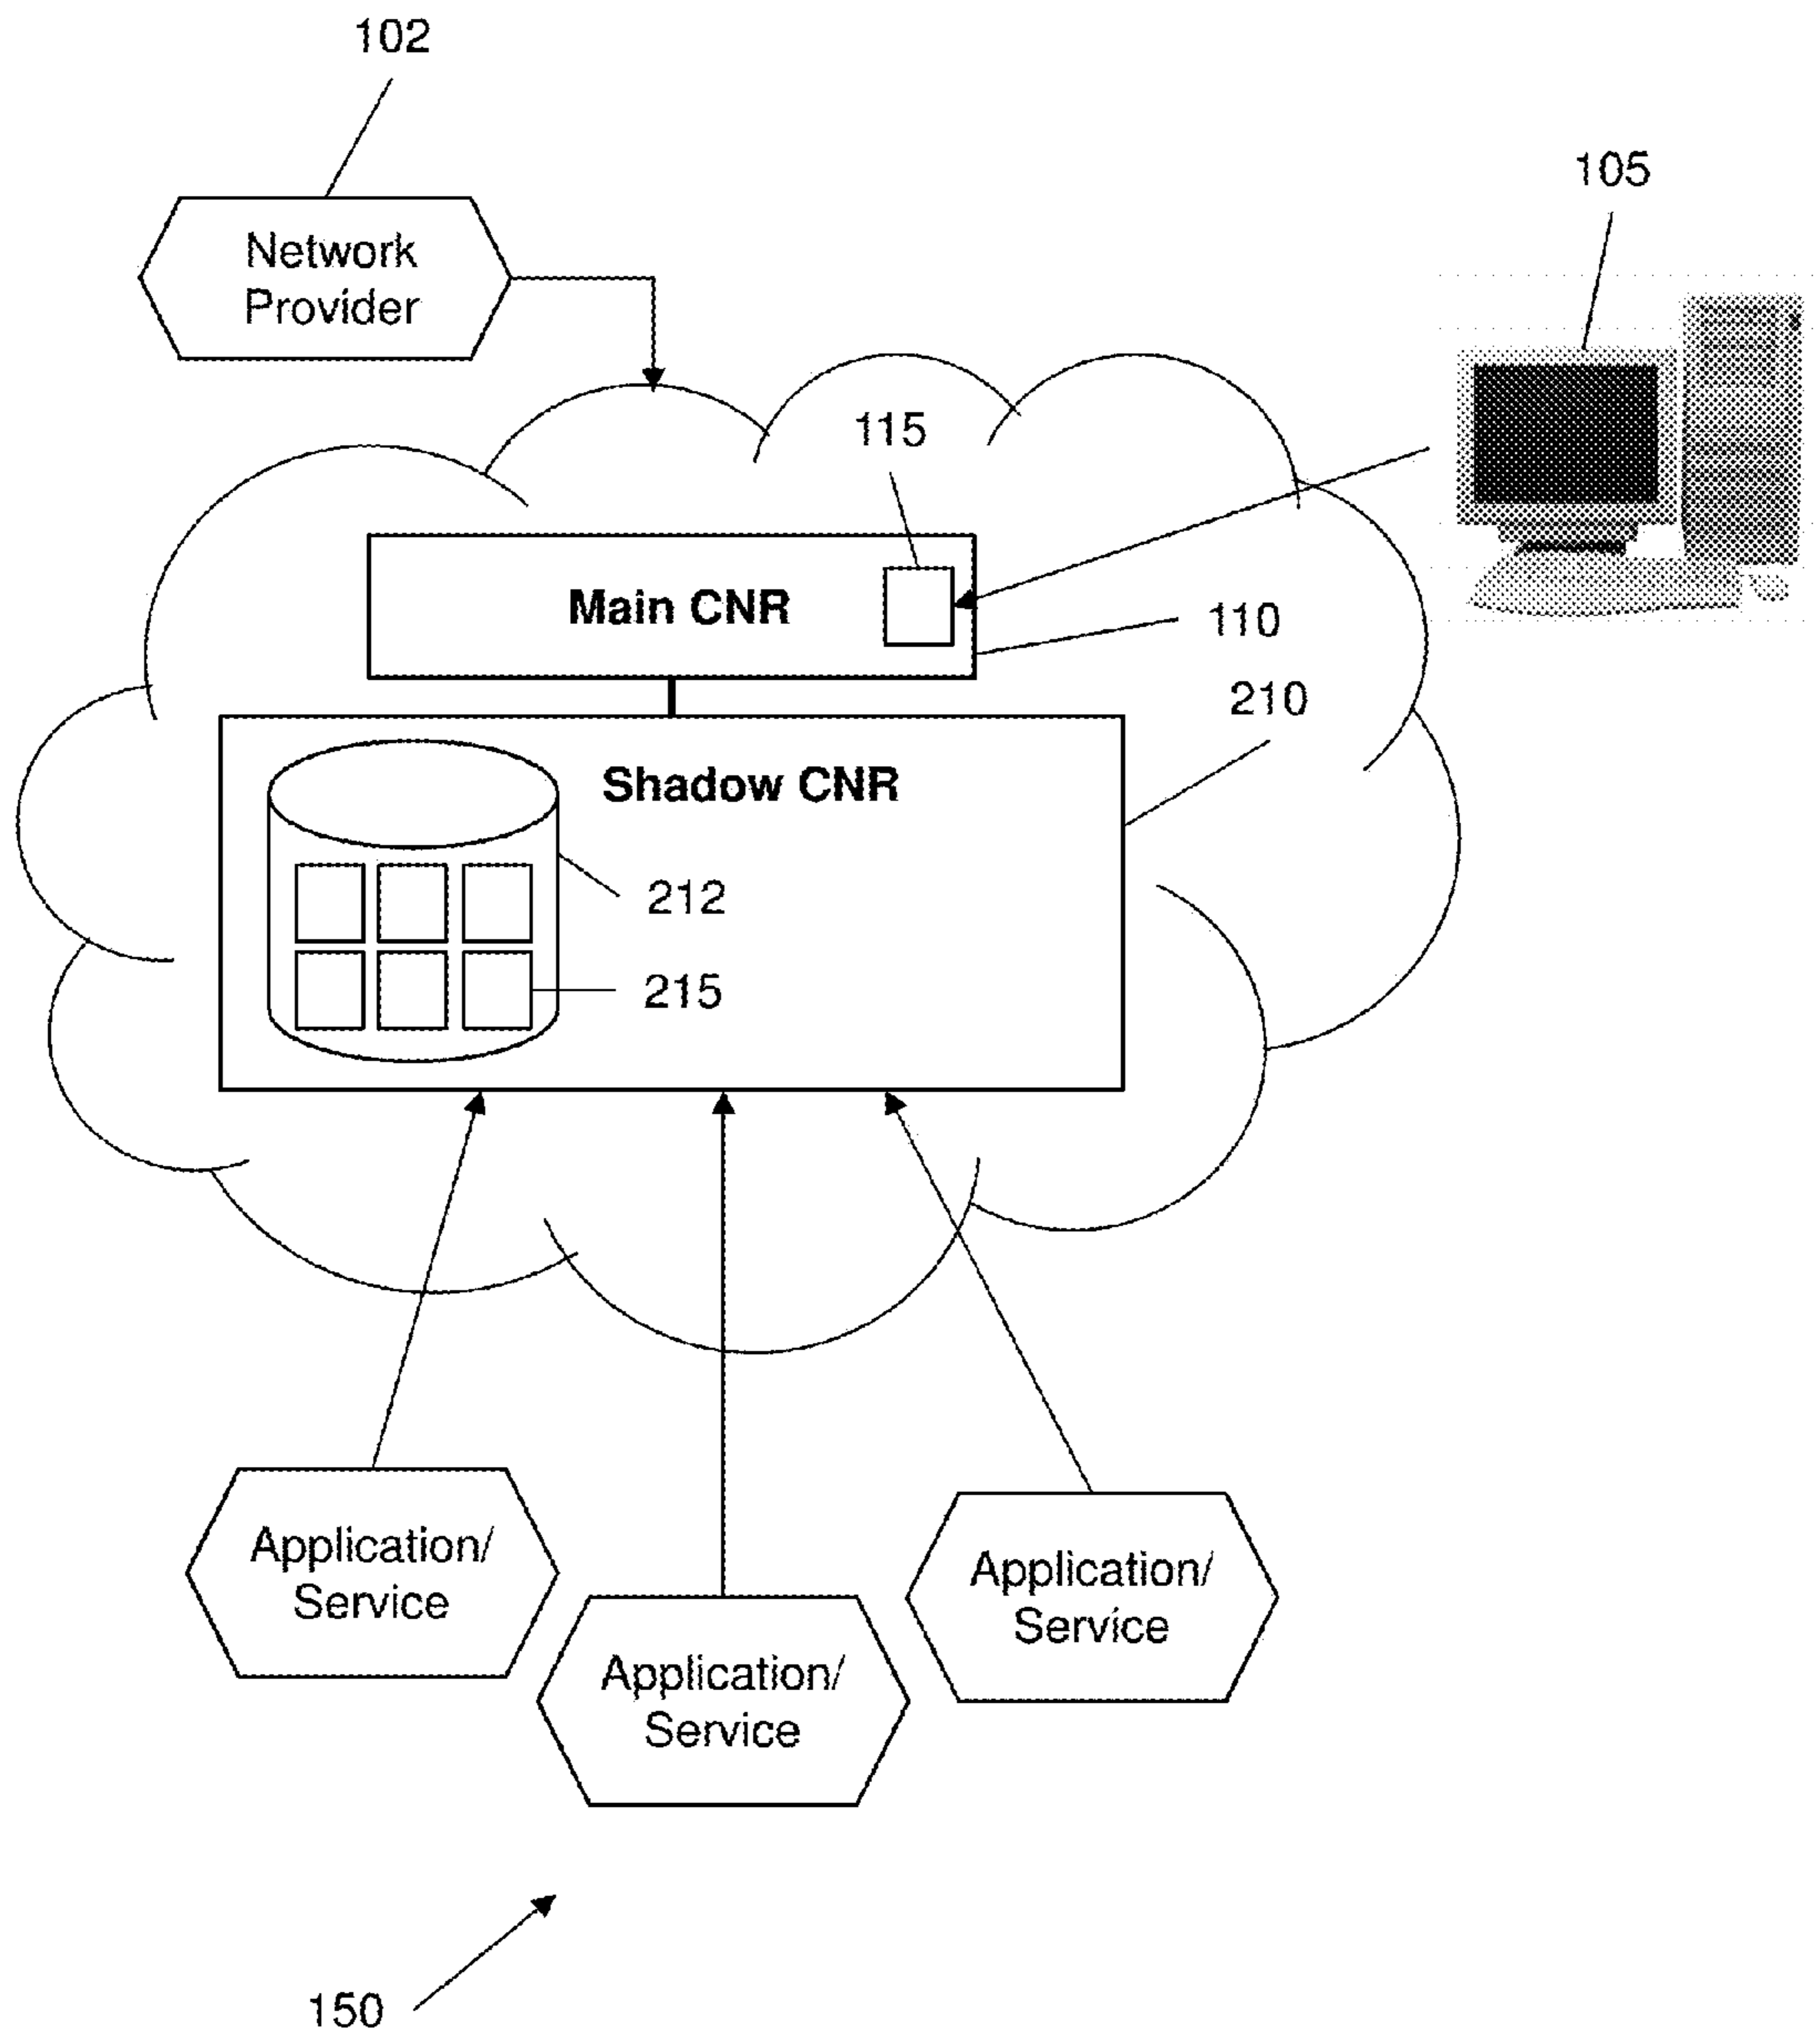 102
105
Network
Provider
115
Main CNR
110
210
Shadow CNR
212
215
Application/
Service
Application/
Service
Application/
Service
150